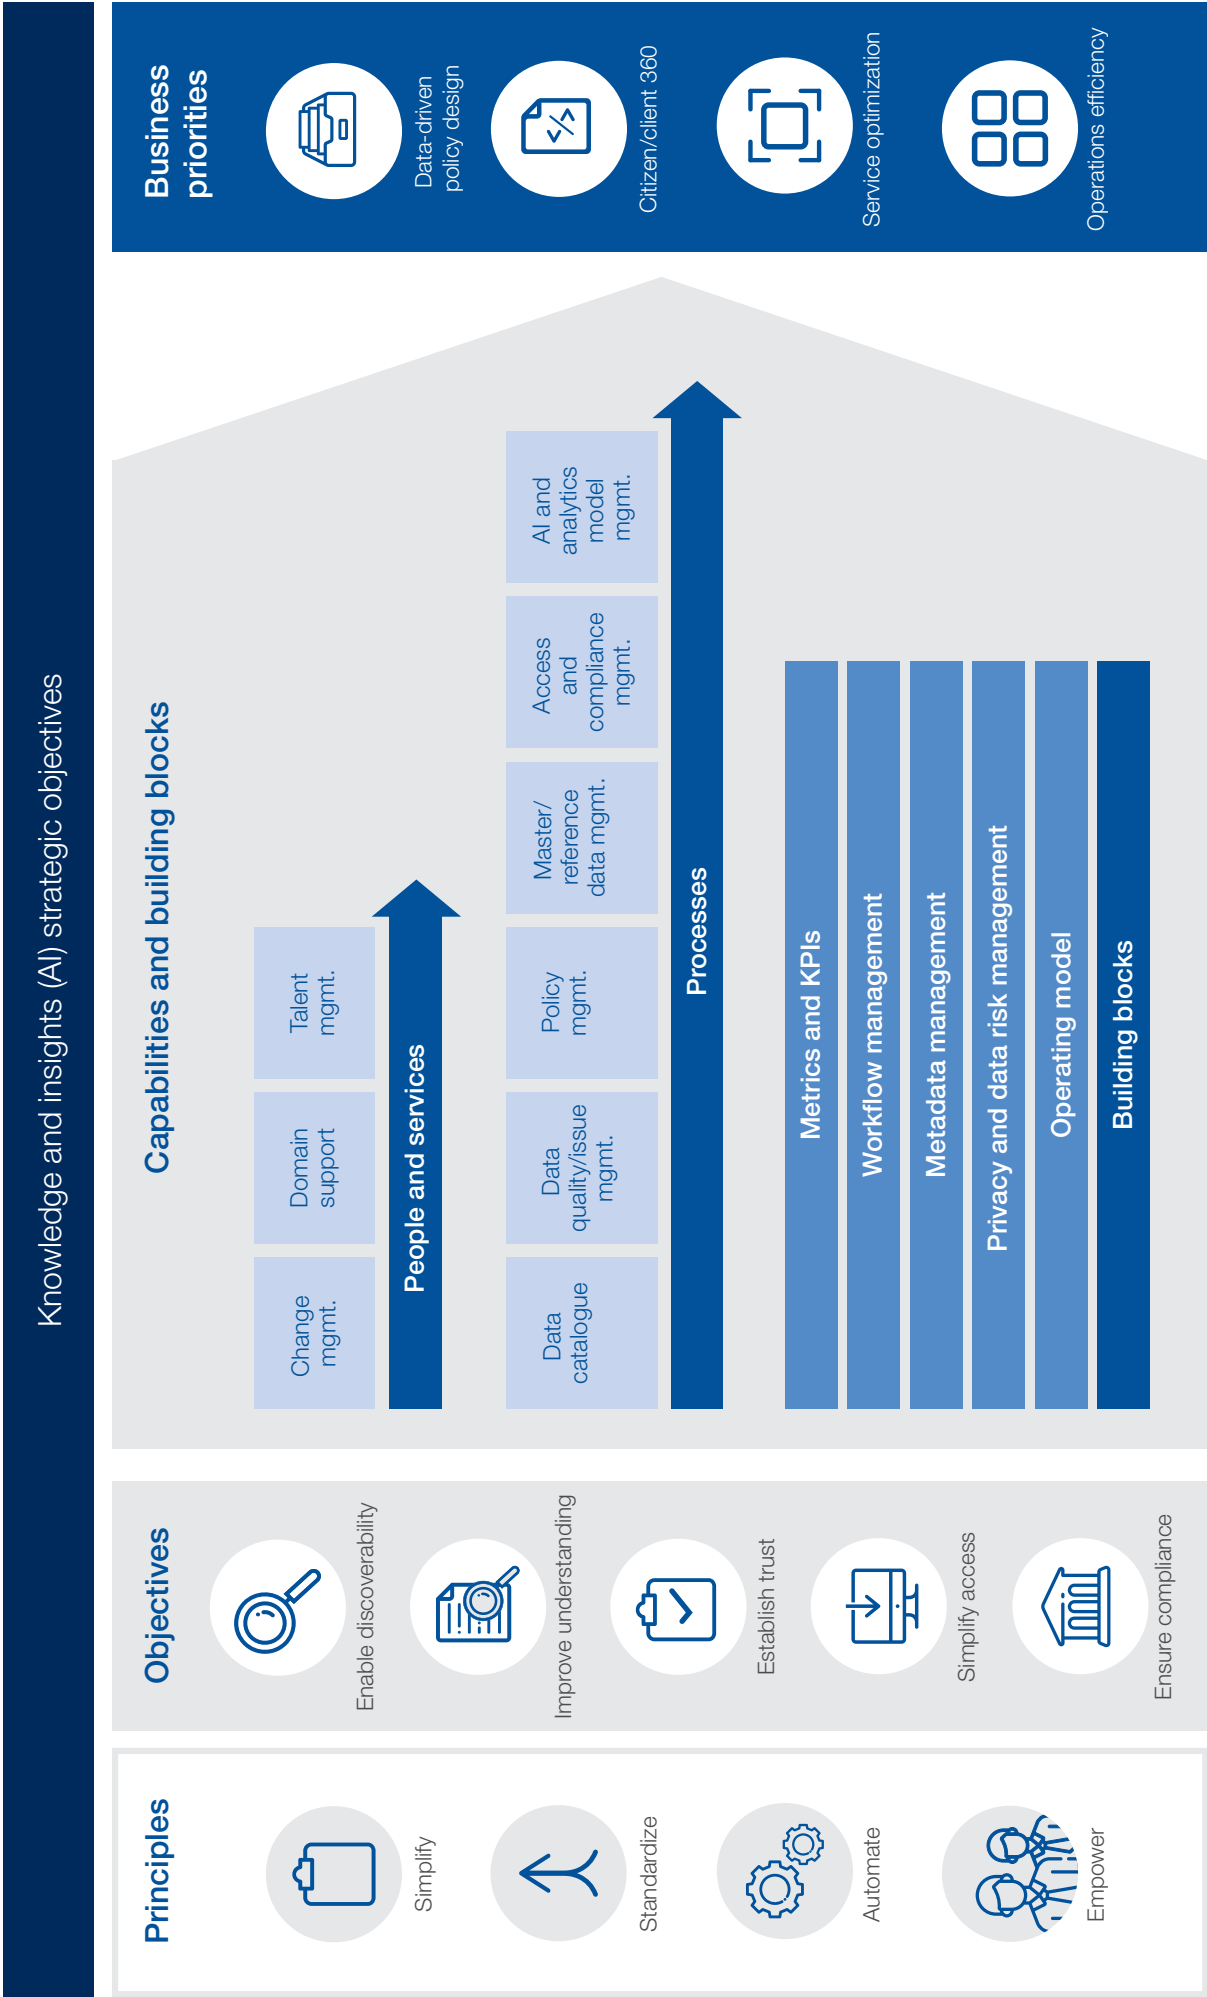 Knowledge and insights (AI) strategic objectives
Principles
Simplify
Standardize
Automate
Empower
Objectives
Enable discoverability
Improve understanding
Establish trust
Simplify access
Ensure compliance
Capabilities and building blocks
Change
mgmt.
Domain
support
Talent
mgmt.
People and services
Data
catalogue
Data
quality/issue
mgmt.
Policy
mgmt.
Master/
reference
data mgmt.
Access
and
compliance
mgmt.
AI and
analytics
model
mgmt.
Processes
Metrics and KPIs
Workflow management
Metadata management
Privacy and data risk management
Operating model
Building blocks
Business
priorities
Data-driven
policy design
Citizen/client 360
Service optimization
Operations efficiency